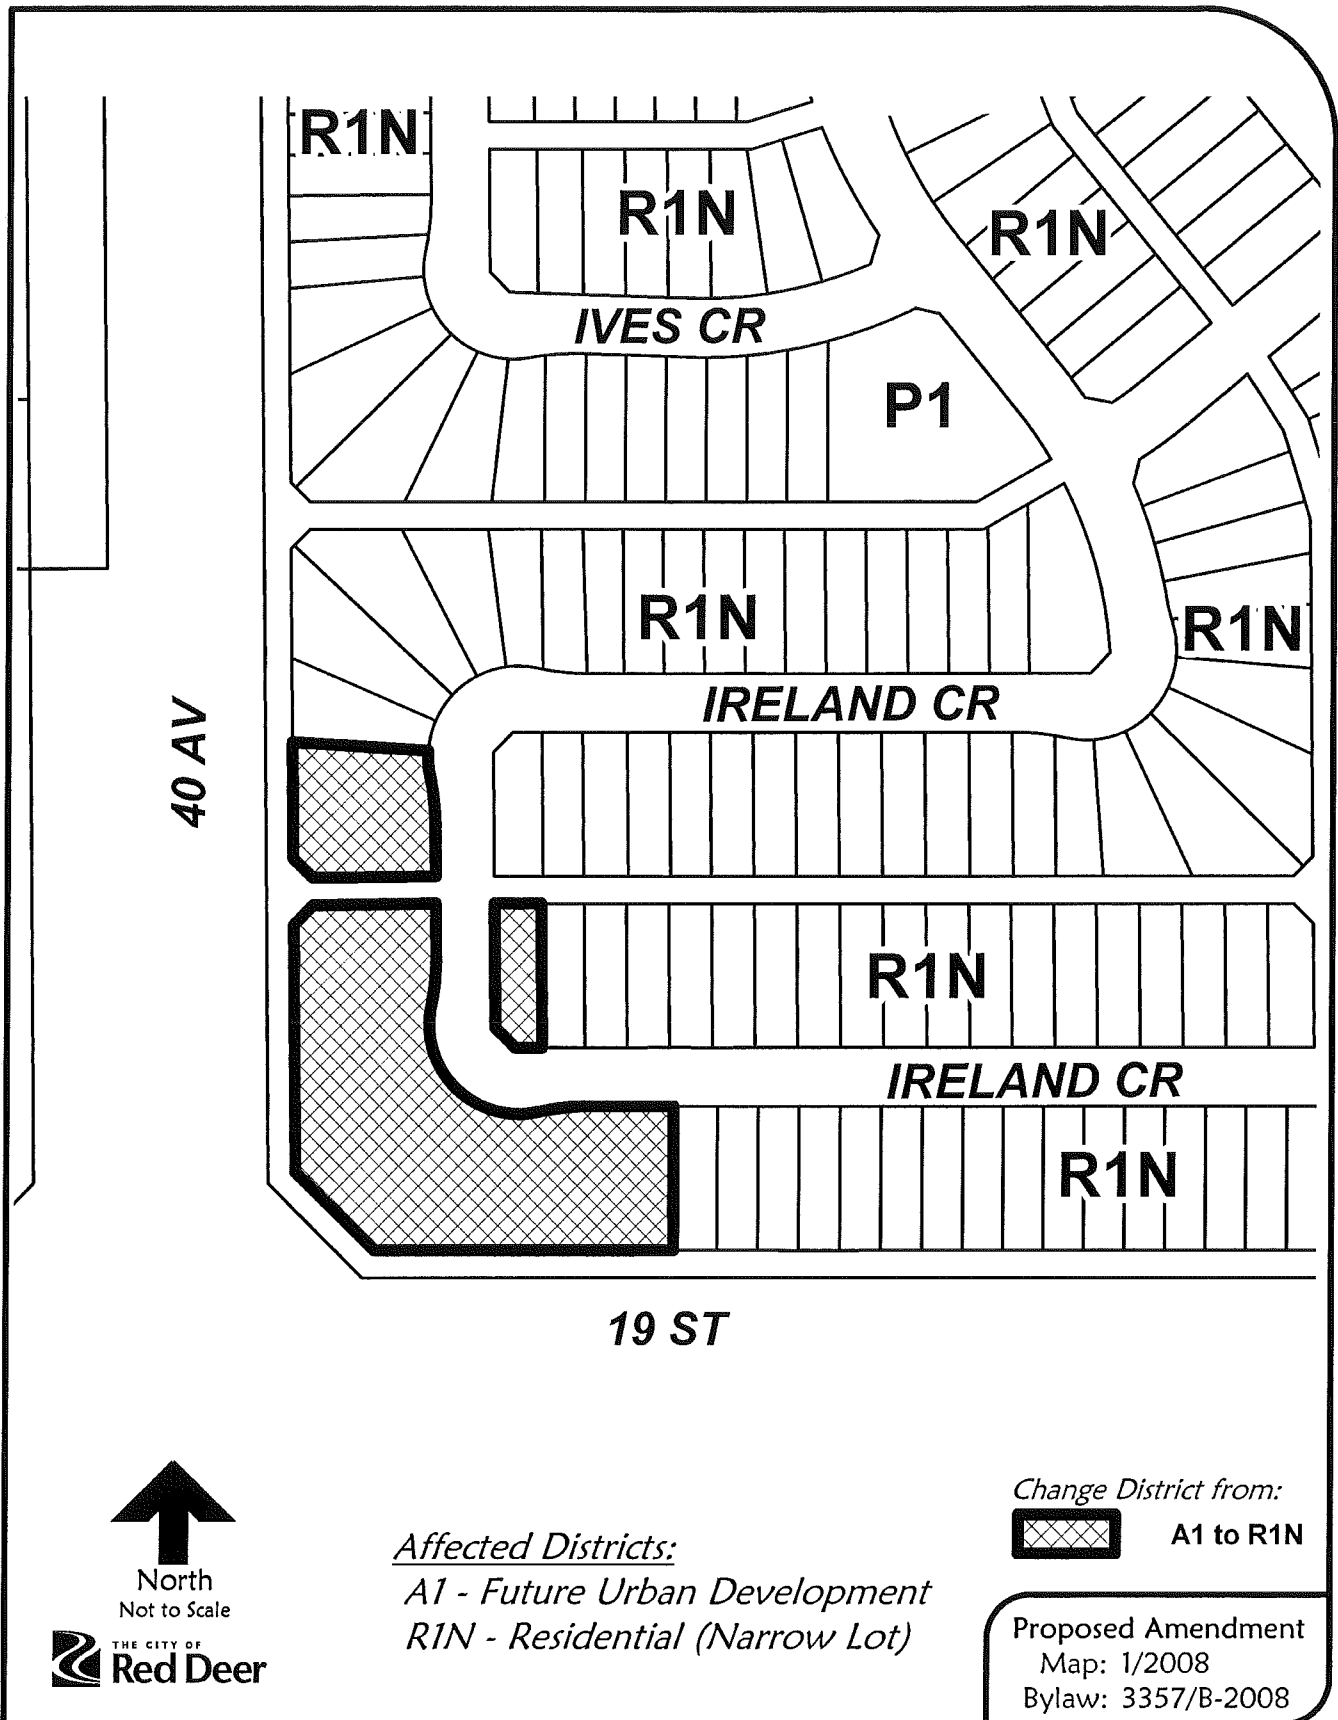 R1N
R1N
R1N
IVES CR
P1
R1N
R1N
IRELAND CR
40 AV
R1N
IRELAND CR
R1N
19 ST
North
Not to Scale
THE CITY OF
Red Deer
Affected Districts:
A1 - Future Urban Development
R1N - Residential (Narrow Lot)
Change District from:
A1 to R1N
Proposed Amendment
Map: 1/2008
Bylaw: 3357/B-2008